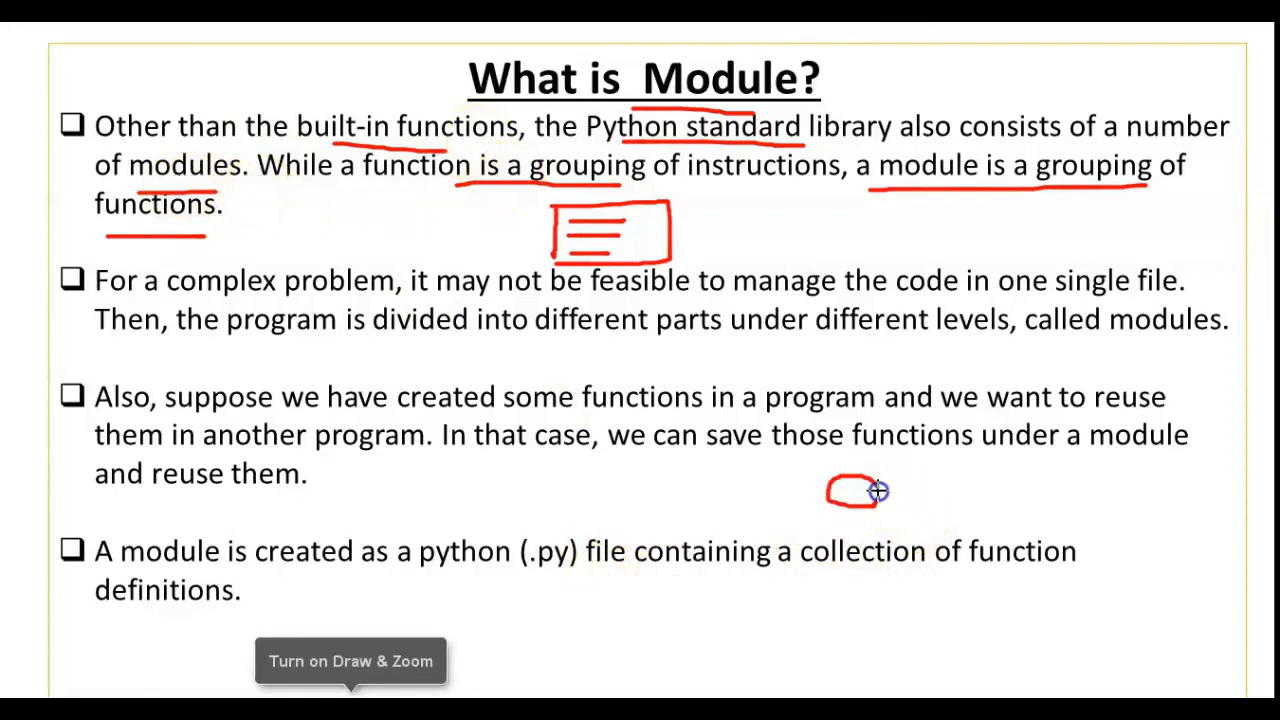 What is Module?
❑ Other than the built-in functions, the Python standard library also consists of a number
of modules. While a function is a grouping of instructions, a module is a grouping of
functions.
❑ For a complex problem, it may not be feasible to manage the code in one single file.
Then, the program is divided into different parts under different levels, called modules.
❑ Also, suppose we have created some functions in a program and we want to reuse
them in another program. In that case, we can save those functions under a module
and reuse them.
❑ A module is created as a python (.py) file containing a collection of function
definitions.
Turn on Draw & Zoom